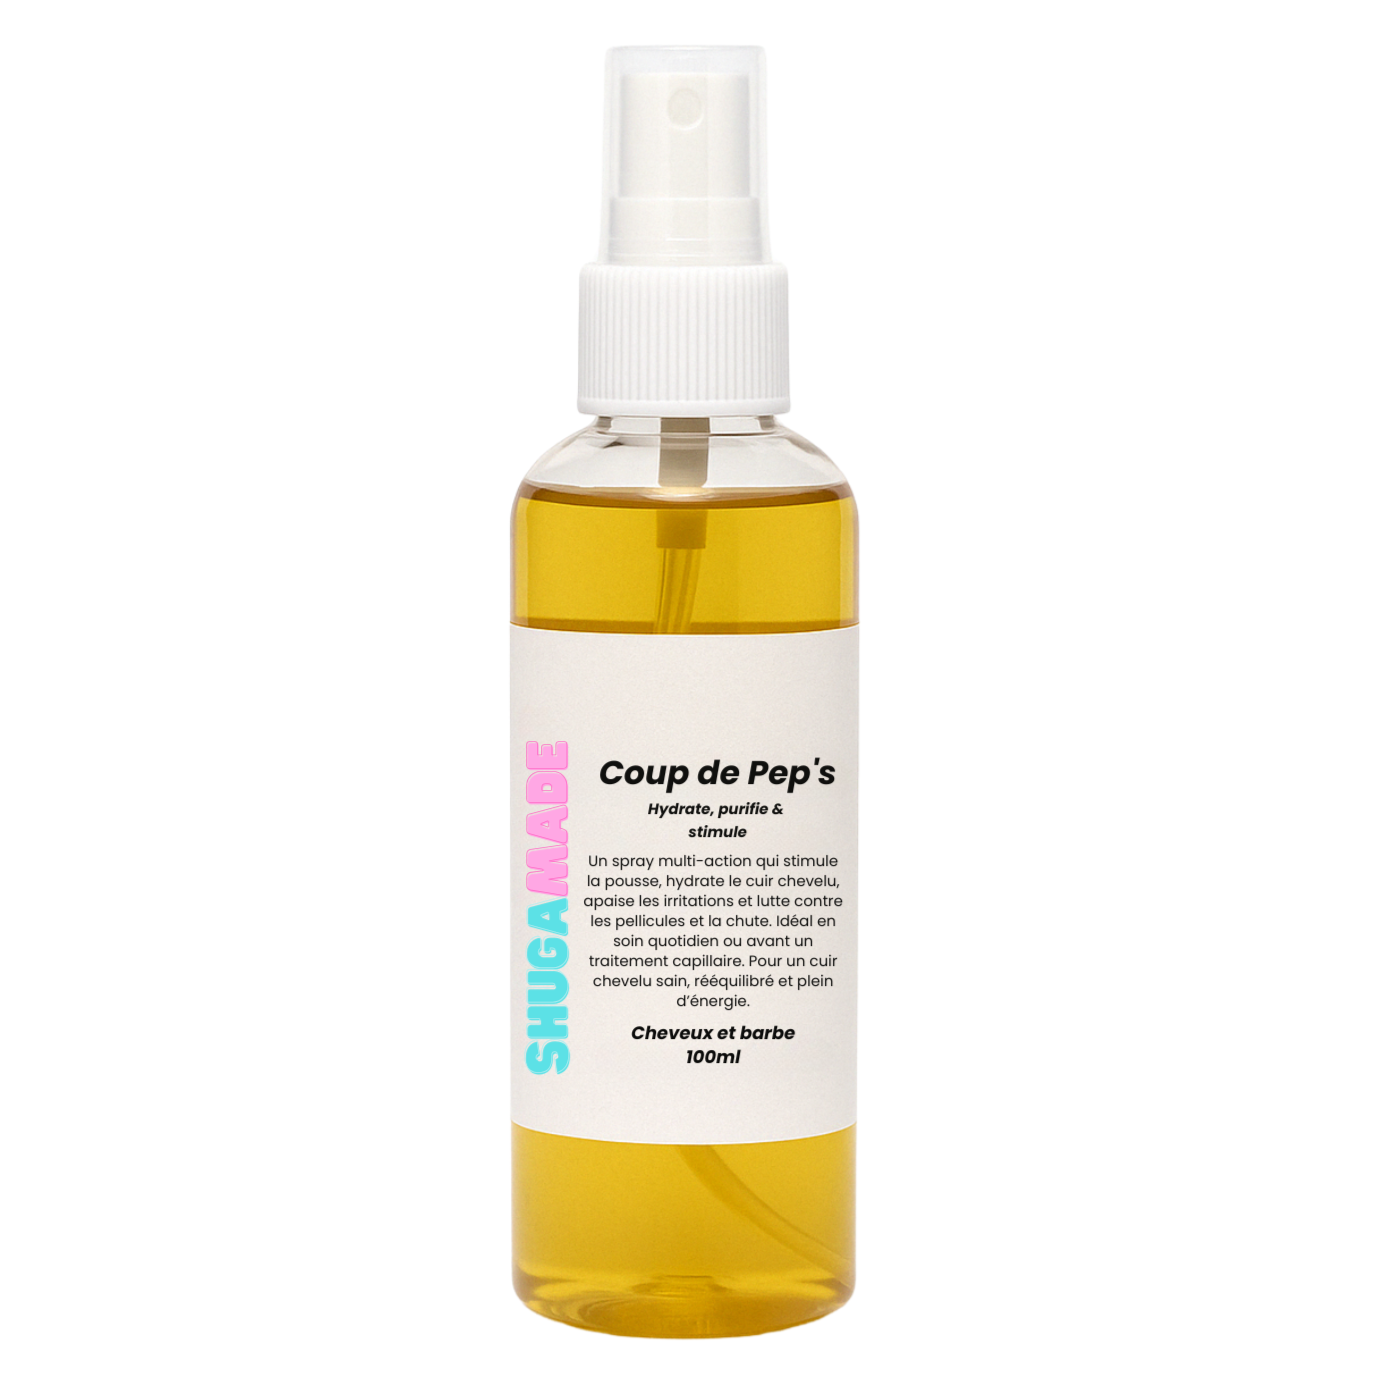 SHUGAMADE
Coup de Pep's
Hydrate, purifie &
stimule
Un spray multi-action qui stimule
la pousse, hydrate le cuir chevelu,
apaise les irritations et lutte contre
les pellicules et la chute. Idéal en
soin quotidien ou avant un
traitement capillaire. Pour un cuir
chevelu sain, rééquilibré et plein
d’énergie.
Cheveux et barbe
100ml